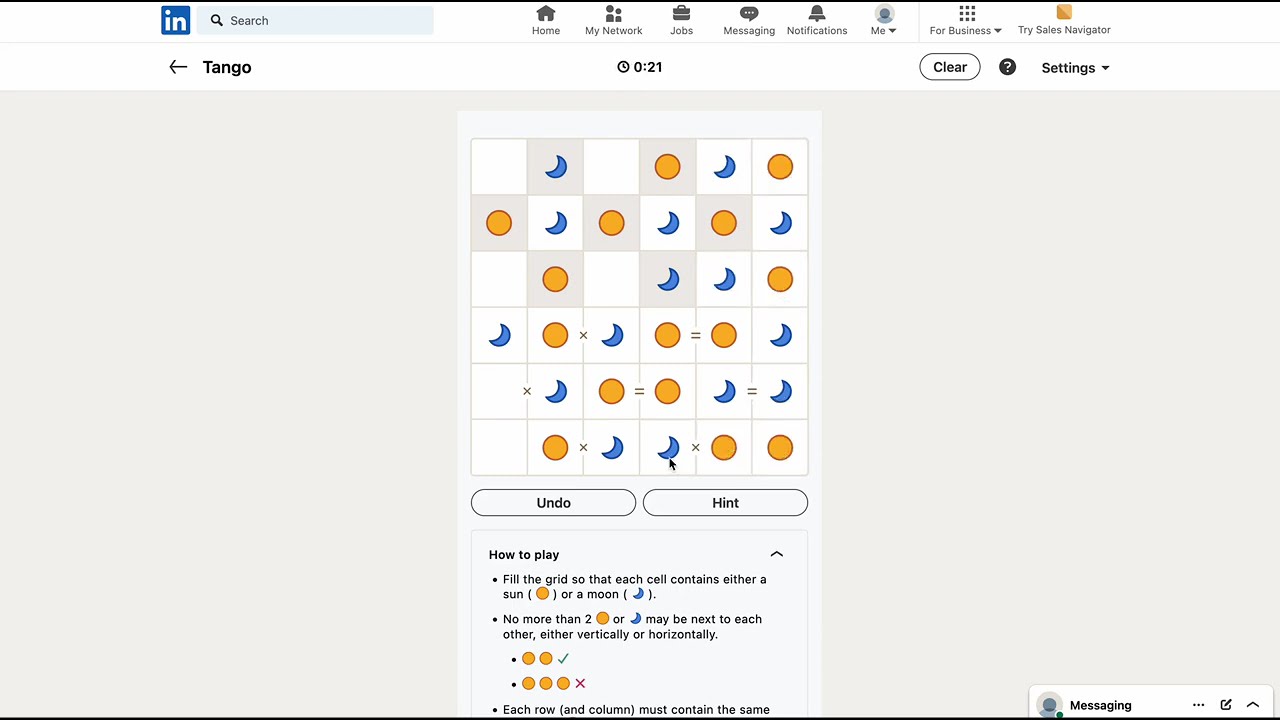 in
Search
Home
My Network
Jobs
Messaging
Notifications
Me
For Business
Try Sales Navigator
Tango
0:21
Clear
?
Settings
× =
× = =
× ×
Undo
Hint
How to play
• Fill the grid so that each cell contains either a
sun ( ) or a moon ( ).
• No more than 2 or may be next to each
other, either vertically or horizontally.
• Each row (and column) must contain the same
Messaging